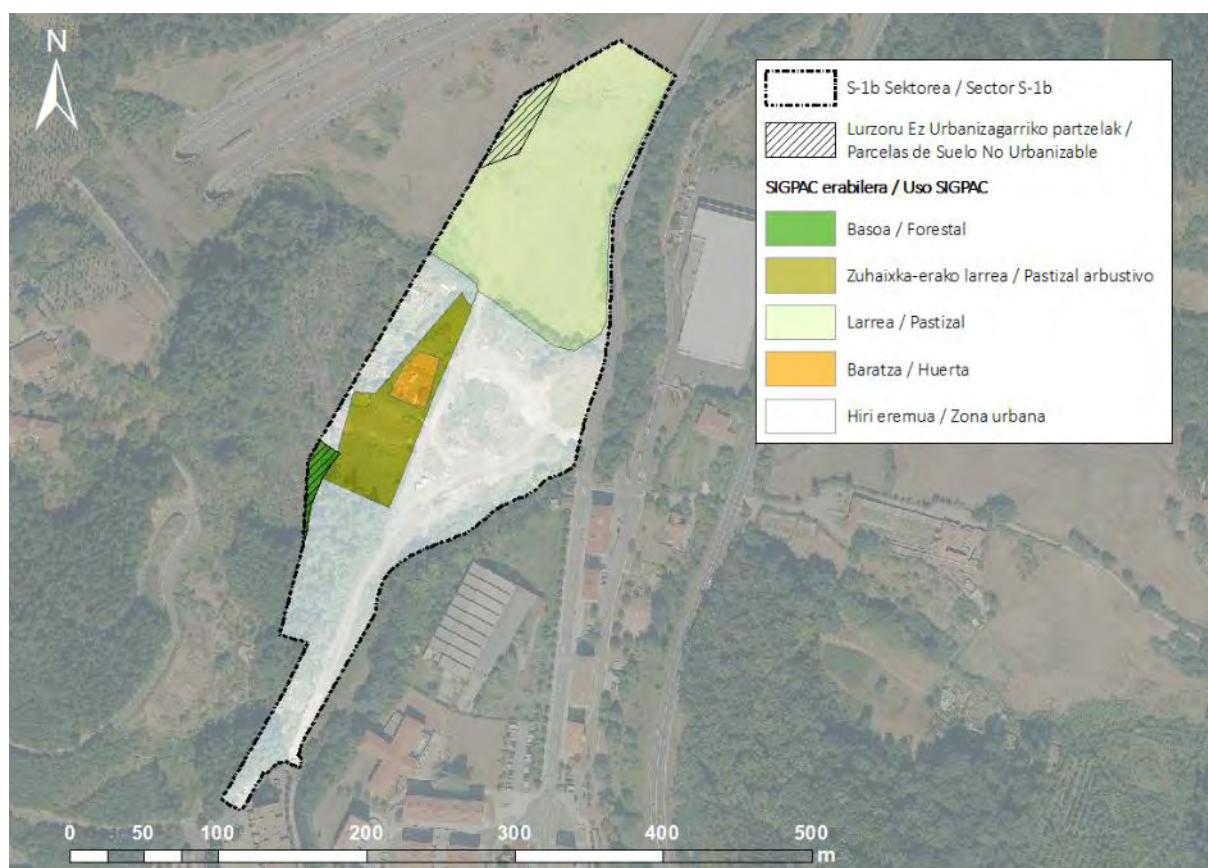 N
S-1b Sektorea / Sector S-1b
Lurzoru Ez Urbanizagarriko partzelak /
Parcelas de Suelo No Urbanizable
SIGPAC erabilera / Uso SIGPAC
Basoa / Forestal
Zuhaixka-erako larrea / Pastizal arbustivo
Larrea / Pastizal
Baratza / Huerta
Hiri eremua / Zona urbana
0 50 100 200 300 400 500
m